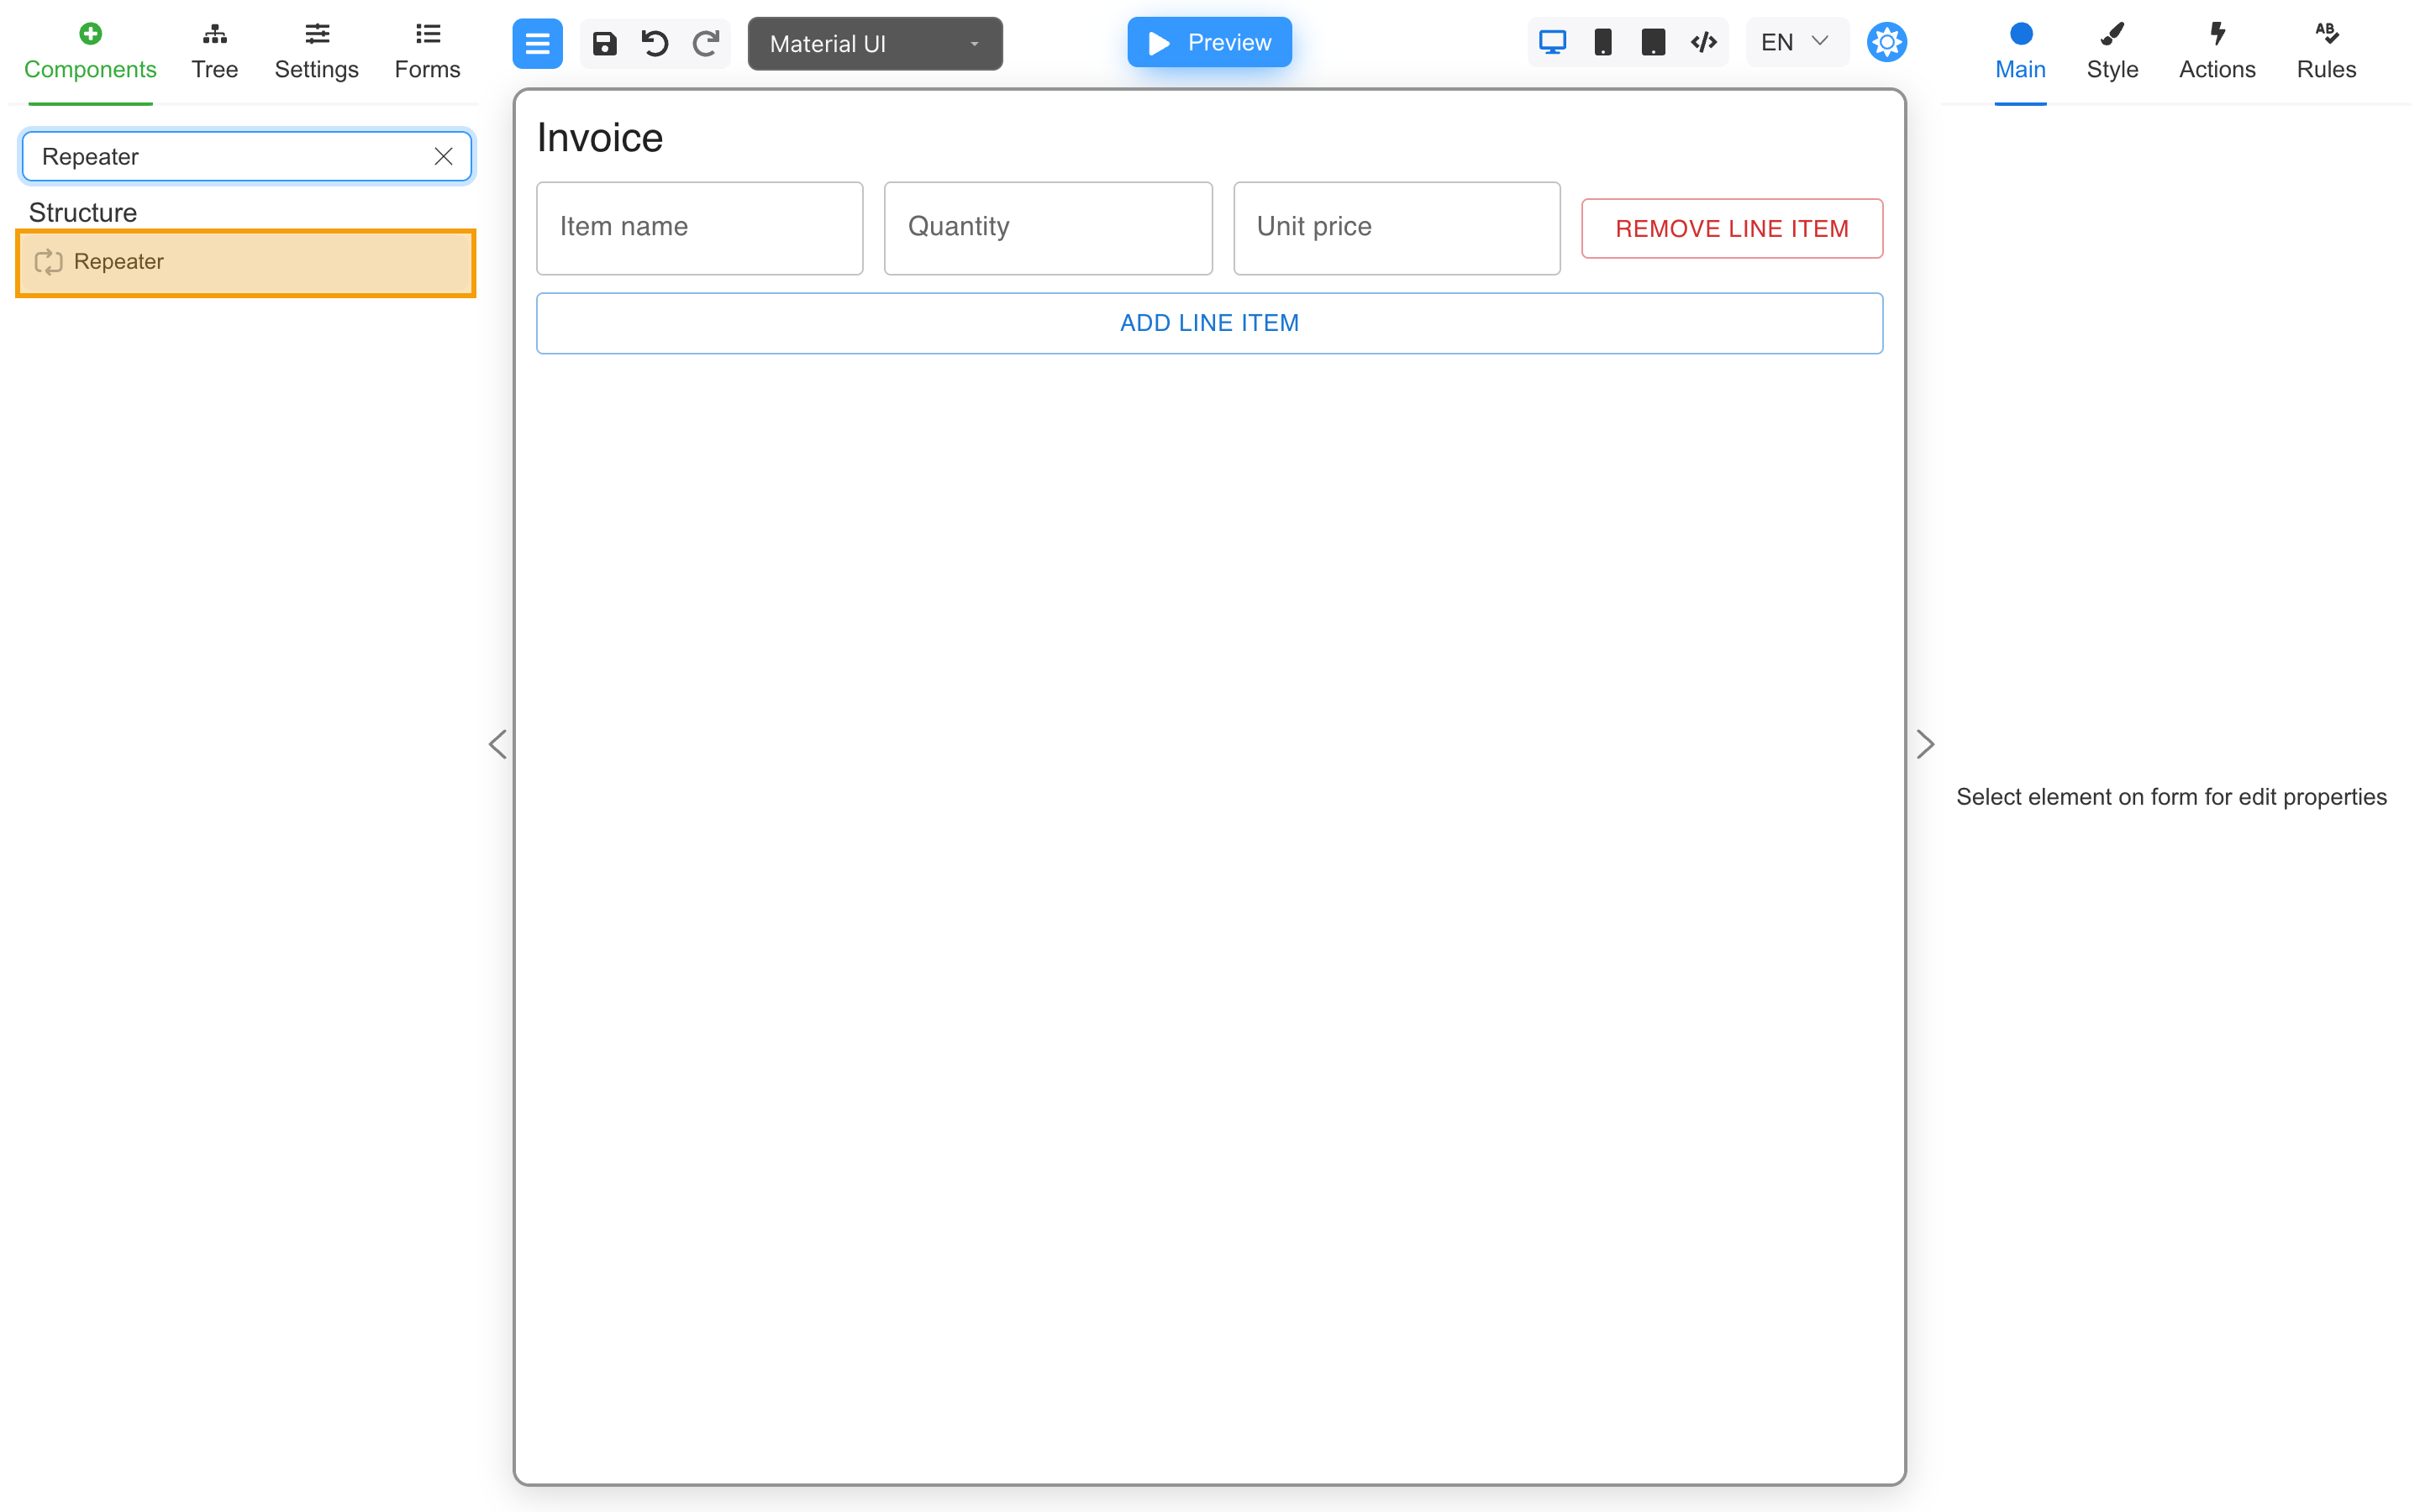 Components Tree Settings Forms
Material UI Preview EN
Main Style Actions Rules
Repeater
Structure
Repeater
Invoice
Item name Quantity Unit price REMOVE LINE ITEM
ADD LINE ITEM
Select element on form for edit properties